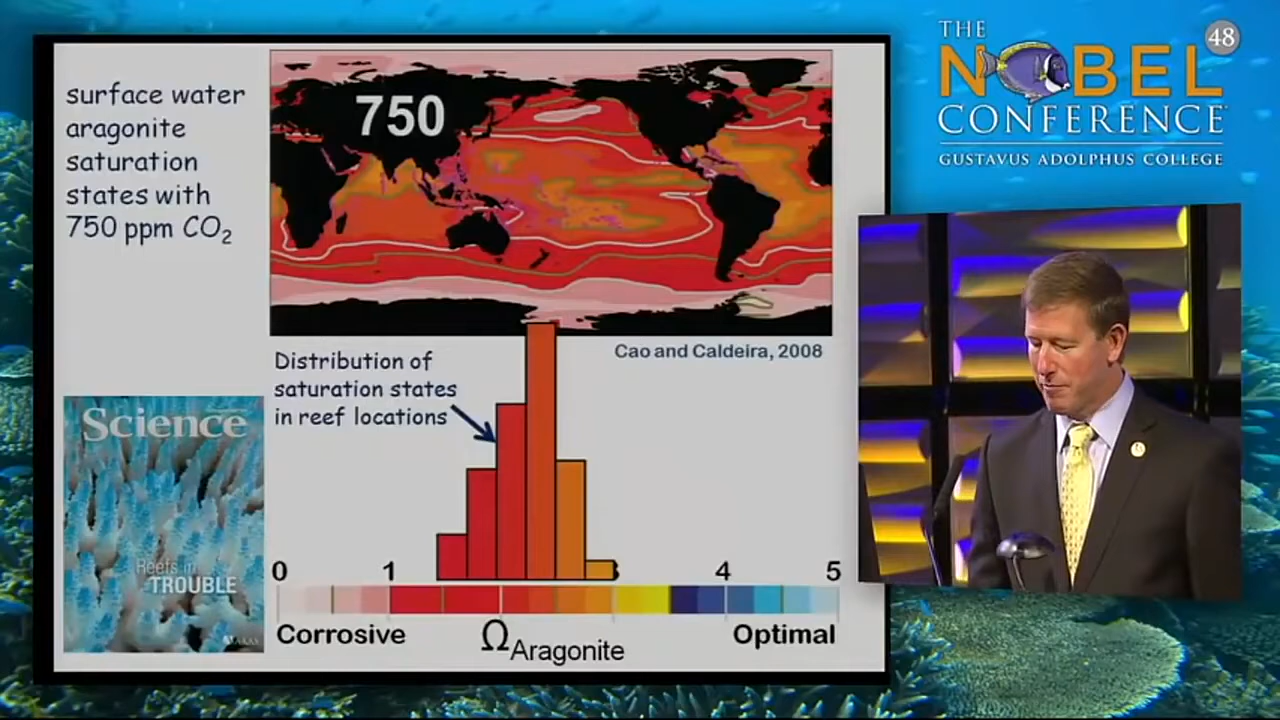 surface water
aragonite
saturation
states with
750 ppm CO2
750
Cao and Caldeira, 2008
Distribution of
saturation states
in reef locations
Science
Reefs in
TROUBLE
0 1 4 5
Corrosive
ΩAragonite
Optimal
THE
NOBEL
CONFERENCE
GUSTAVUS ADOLPHUS COLLEGE
48